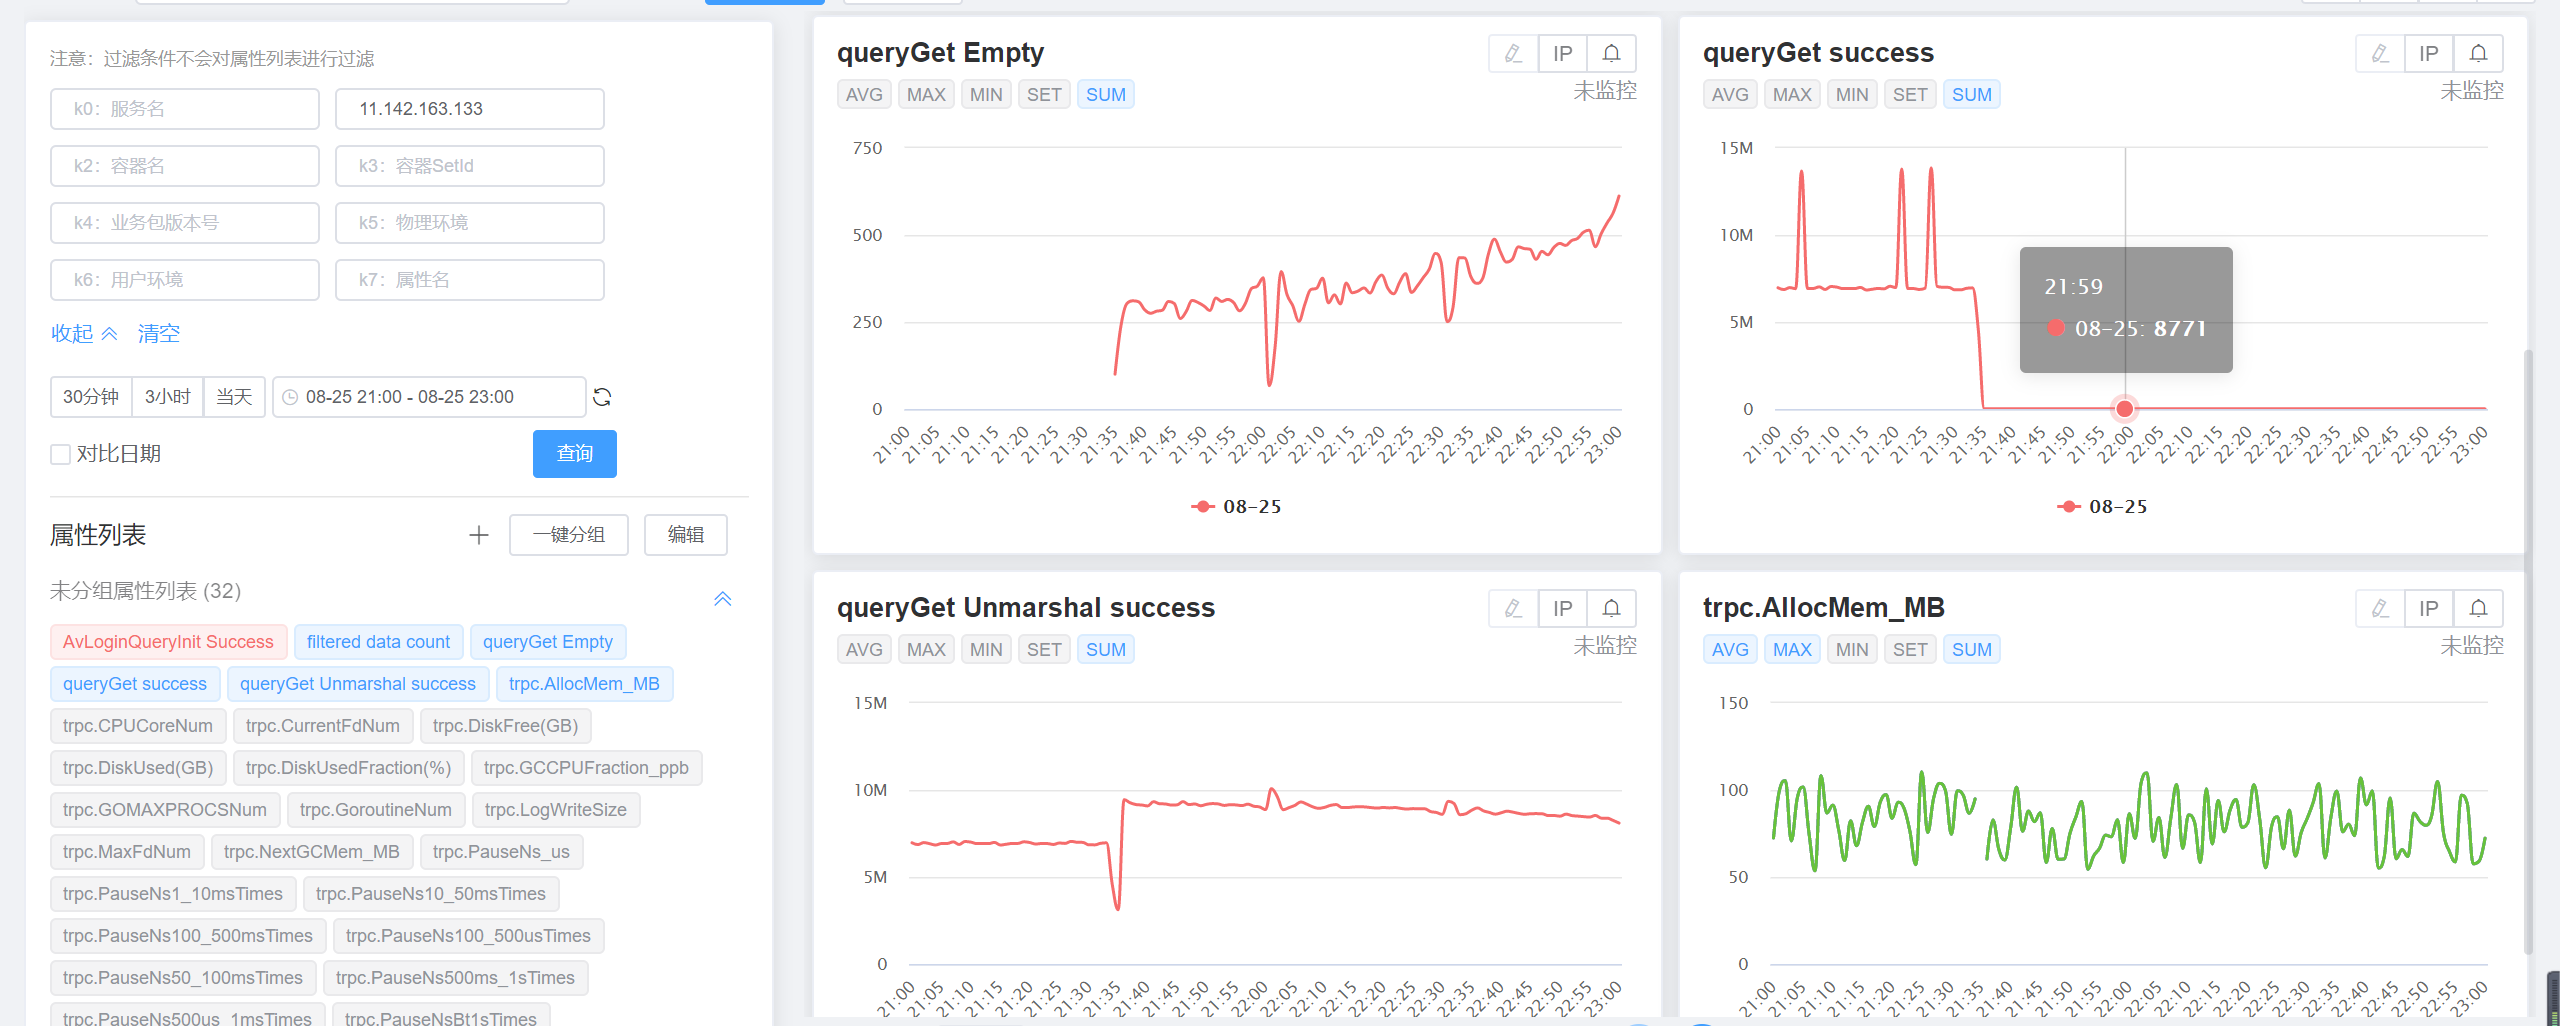 注意：过滤条件不会对属性列表进行过滤
k0：服务名
11.142.163.133
k2：容器名
k3：容器SetId
k4：业务包版本号
k5：物理环境
k6：用户环境
k7：属性名
收起 清空
30分钟 3小时 当天 08-25 21:00 - 08-25 23:00
对比日期 查询
属性列表 一键分组 编辑
未分组属性列表 (32)
AvLoginQueryInit Success filtered data count queryGet Empty
queryGet success queryGet Unmarshal success trpc.AllocMem_MB
trpc.CPUCoreNum trpc.CurrentFdNum trpc.DiskFree(GB)
trpc.DiskUsed(GB) trpc.DiskUsedFraction(%) trpc.GCCPUFraction_ppb
trpc.GOMAXPROCSNum trpc.GoroutineNum trpc.LogWriteSize
trpc.MaxFdNum trpc.NextGCMem_MB trpc.PauseNs_us
trpc.PauseNs1_10msTimes trpc.PauseNs10_50msTimes
trpc.PauseNs100_500msTimes trpc.PauseNs100_500usTimes
trpc.PauseNs50_100msTimes trpc.PauseNs500ms_1sTimes
trpc.PauseNs500us_1msTimes trpc.PauseNsBt1sTimes
queryGet Empty IP
AVG MAX MIN SET SUM 未监控
750
500
250
0
21:00 21:05 21:10 21:15 21:20 21:25 21:30 21:35 21:40 21:45 21:50 21:55 22:00 22:05 22:10 22:15 22:20 22:25 22:30 22:35 22:40 22:45 22:50 22:55 23:00
08-25
queryGet success IP
AVG MAX MIN SET SUM 未监控
15M
10M
5M
0
21:59
08-25: 8771
21:00 21:05 21:10 21:15 21:20 21:25 21:30 21:35 21:40 21:45 21:50 21:55 22:00 22:05 22:10 22:15 22:20 22:25 22:30 22:35 22:40 22:45 22:50 22:55 23:00
08-25
queryGet Unmarshal success IP
AVG MAX MIN SET SUM 未监控
15M
10M
5M
0
21:00 21:05 21:10 21:15 21:20 21:25 21:30 21:35 21:40 21:45 21:50 21:55 22:00 22:05 22:10 22:15 22:20 22:25 22:30 22:35 22:40 22:45 22:50 22:55 23:00
trpc.AllocMem_MB IP
AVG MAX MIN SET SUM 未监控
150
100
50
0
21:00 21:05 21:10 21:15 21:20 21:25 21:30 21:35 21:40 21:45 21:50 21:55 22:00 22:05 22:10 22:15 22:20 22:25 22:30 22:35 22:40 22:45 22:50 22:55 23:00